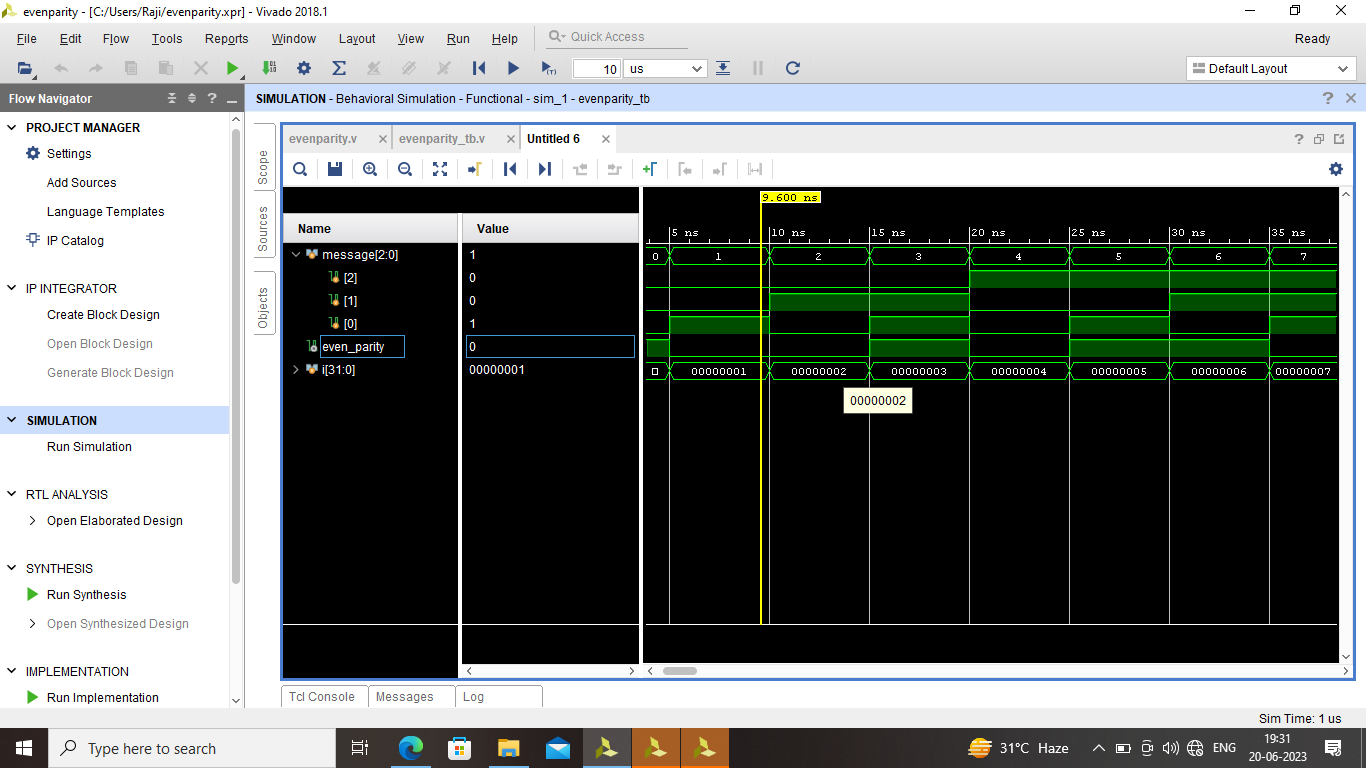 evenparity - [C:/Users/Raji/evenparity.xpr] - Vivado 2018.1
File Edit Flow Tools Reports Window Layout View Run Help Quick Access Ready
10 us Default Layout
Flow Navigator
SIMULATION - Behavioral Simulation - Functional - sim_1 - evenparity_tb
PROJECT MANAGER
Settings
Add Sources
Language Templates
IP Catalog
IP INTEGRATOR
Create Block Design
Open Block Design
Generate Block Design
SIMULATION
Run Simulation
RTL ANALYSIS
Open Elaborated Design
SYNTHESIS
Run Synthesis
Open Synthesized Design
IMPLEMENTATION
Run Implementation
Scope
Sources
Objects
evenparity.v evenparity_tb.v Untitled 6
9.600 ns
Name Value
5 ns 10 ns 15 ns 20 ns 25 ns 30 ns 35 ns
message[2:0] 1 0 1 2 3 4 5 6 7
[2] 0
[1] 0
[0] 1
even_parity 0
i[31:0] 00000001 00000001 00000002 00000003 00000004 00000005 00000006 00000007
00000002
Tcl Console Messages Log
Sim Time: 1 us
Type here to search
31°C Haze
ENG
19:31
20-06-2023